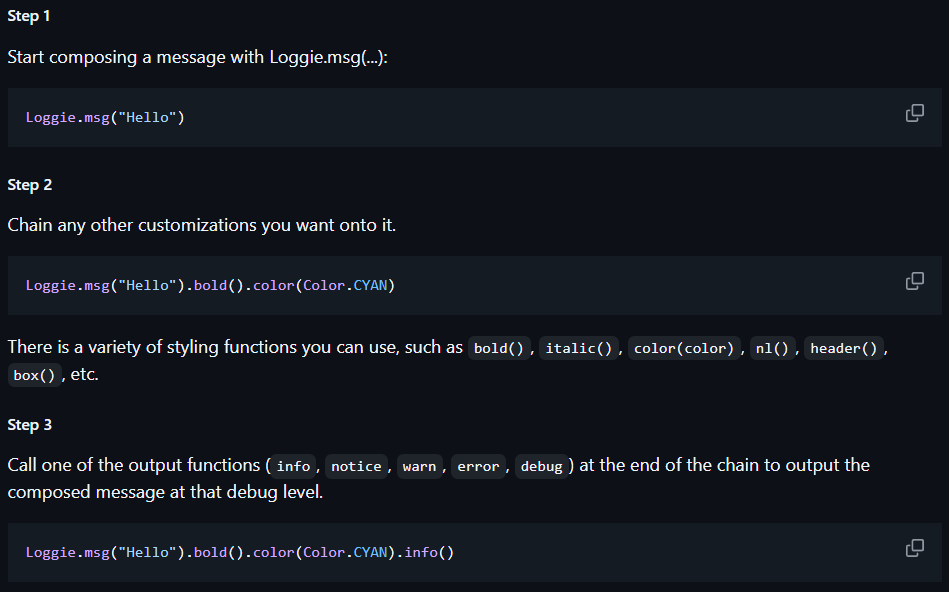 Step 1
Start composing a message with Loggie.msg(...):
Loggie.msg("Hello")
Step 2
Chain any other customizations you want onto it.
Loggie.msg("Hello").bold().color(Color.CYAN)
There is a variety of styling functions you can use, such as bold(), italic(), color(color), nl(), header(),
box(), etc.
Step 3
Call one of the output functions (info, notice, warn, error, debug) at the end of the chain to output the
composed message at that debug level.
Loggie.msg("Hello").bold().color(Color.CYAN).info()